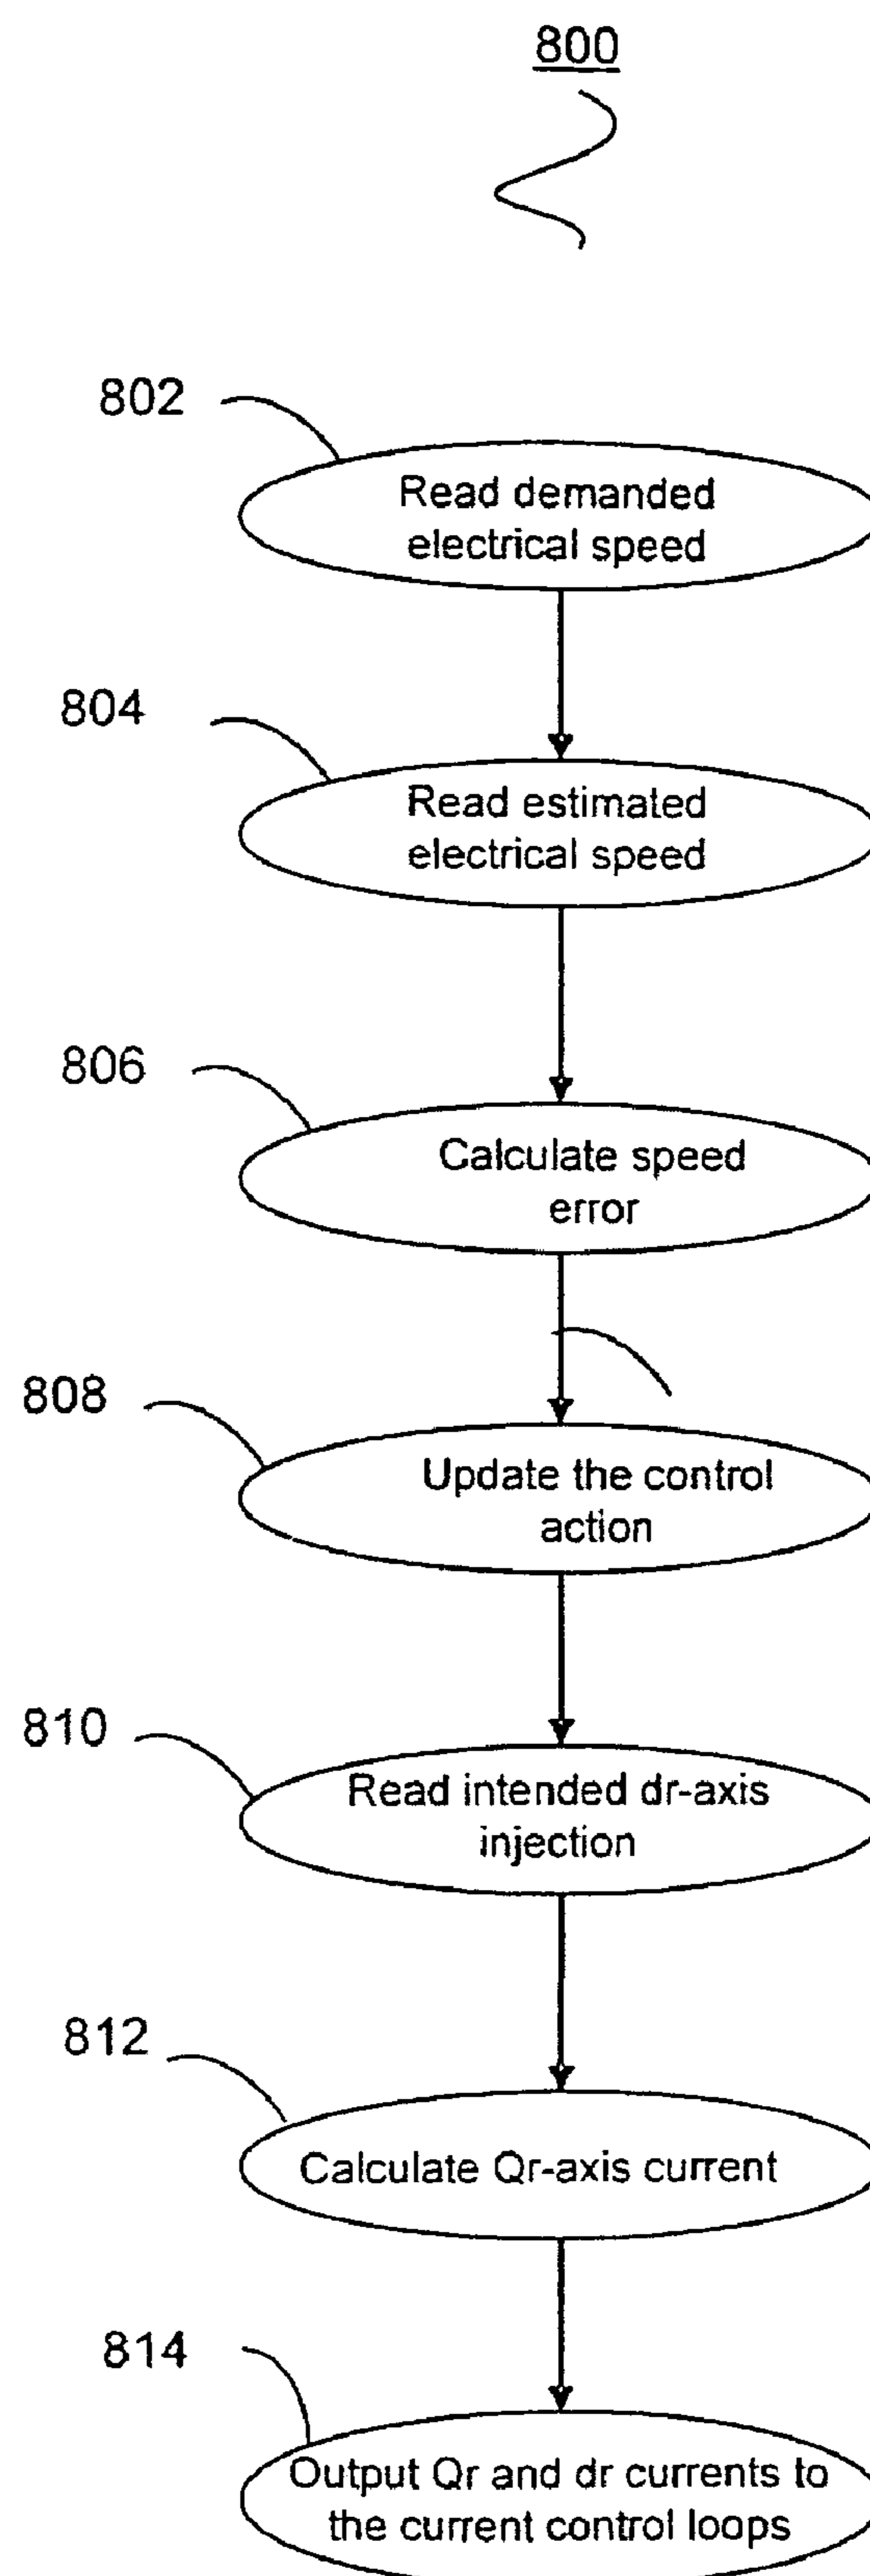 800
802
Read demanded
electrical speed
804
Read estimated
electrical speed
806
Calculate speed
error
808
Update the control
action
810
Read intended dr-axis
injection
812
Calculate Qr-axis current
814
Output Qr and dr currents to
the current control loops